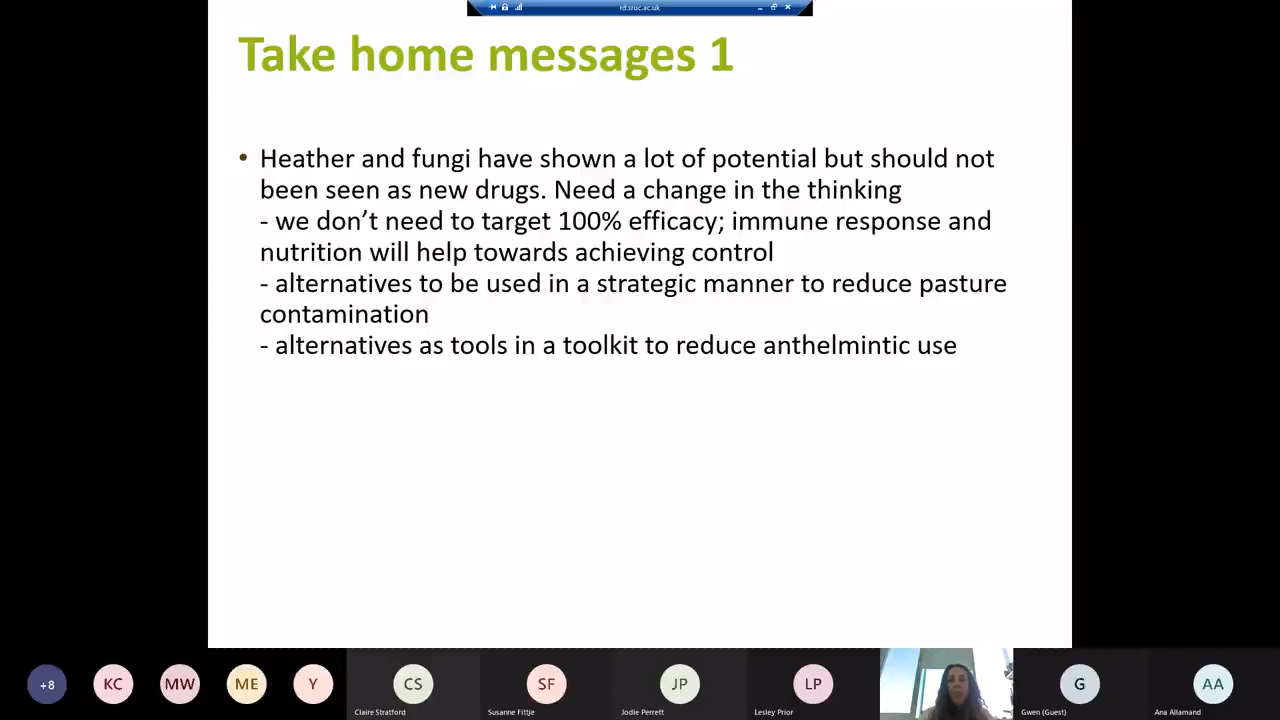 rd.sruc.ac.uk
Take home messages 1
• Heather and fungi have shown a lot of potential but should not
been seen as new drugs. Need a change in the thinking
- we don’t need to target 100% efficacy; immune response and
nutrition will help towards achieving control
- alternatives to be used in a strategic manner to reduce pasture
contamination
- alternatives as tools in a toolkit to reduce anthelmintic use
+8
KC
MW
ME
Y
CS
SF
JP
LP
G
AA
Claire Stratford
Susanne Fittje
Jodie Perrett
Lesley Prior
Gwen (Guest)
Ana Allamand